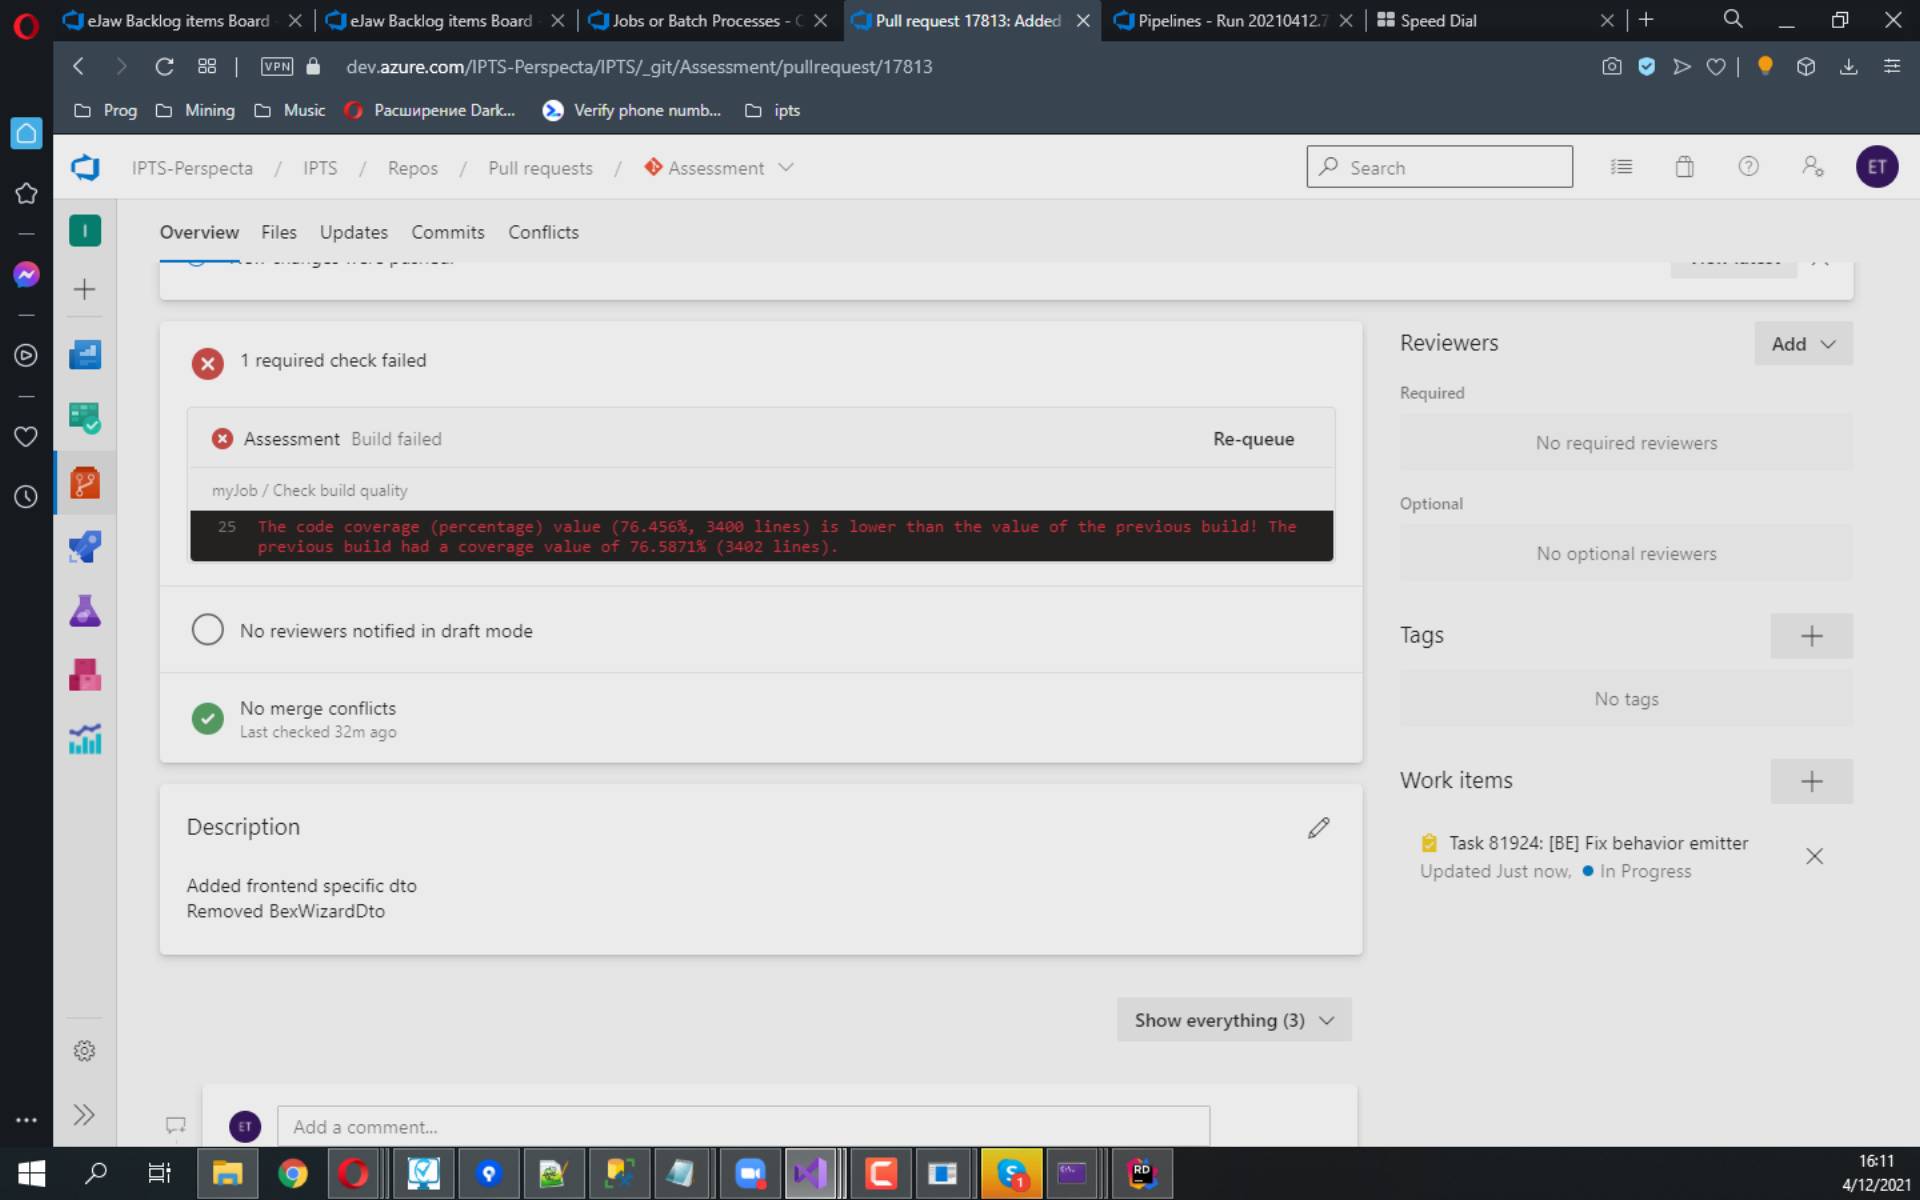 eJaw Backlog items Board
eJaw Backlog items Board
Jobs or Batch Processes -
Pull request 17813: Added
Pipelines - Run 20210412.7
Speed Dial
VPN
dev.azure.com/IPTS-Perspecta/IPTS/_git/Assessment/pullrequest/17813
Prog
Mining
Music
Расширение Dark...
Verify phone numb...
ipts
IPTS-Perspecta / IPTS / Repos / Pull requests / Assessment
Search
ET
I
Overview Files Updates Commits Conflicts
1 required check failed
Assessment Build failed
Re-queue
myJob / Check build quality
25 The code coverage (percentage) value (76.456%, 3400 lines) is lower than the value of the previous build! The
previous build had a coverage value of 76.5871% (3402 lines).
No reviewers notified in draft mode
No merge conflicts
Last checked 32m ago
Description
Added frontend specific dto
Removed BexWizardDto
Show everything (3)
ET
Add a comment...
Reviewers
Add
Required
No required reviewers
Optional
No optional reviewers
Tags
No tags
Work items
Task 81924: [BE] Fix behavior emitter
Updated Just now, In Progress
1
RD
16:11
4/12/2021